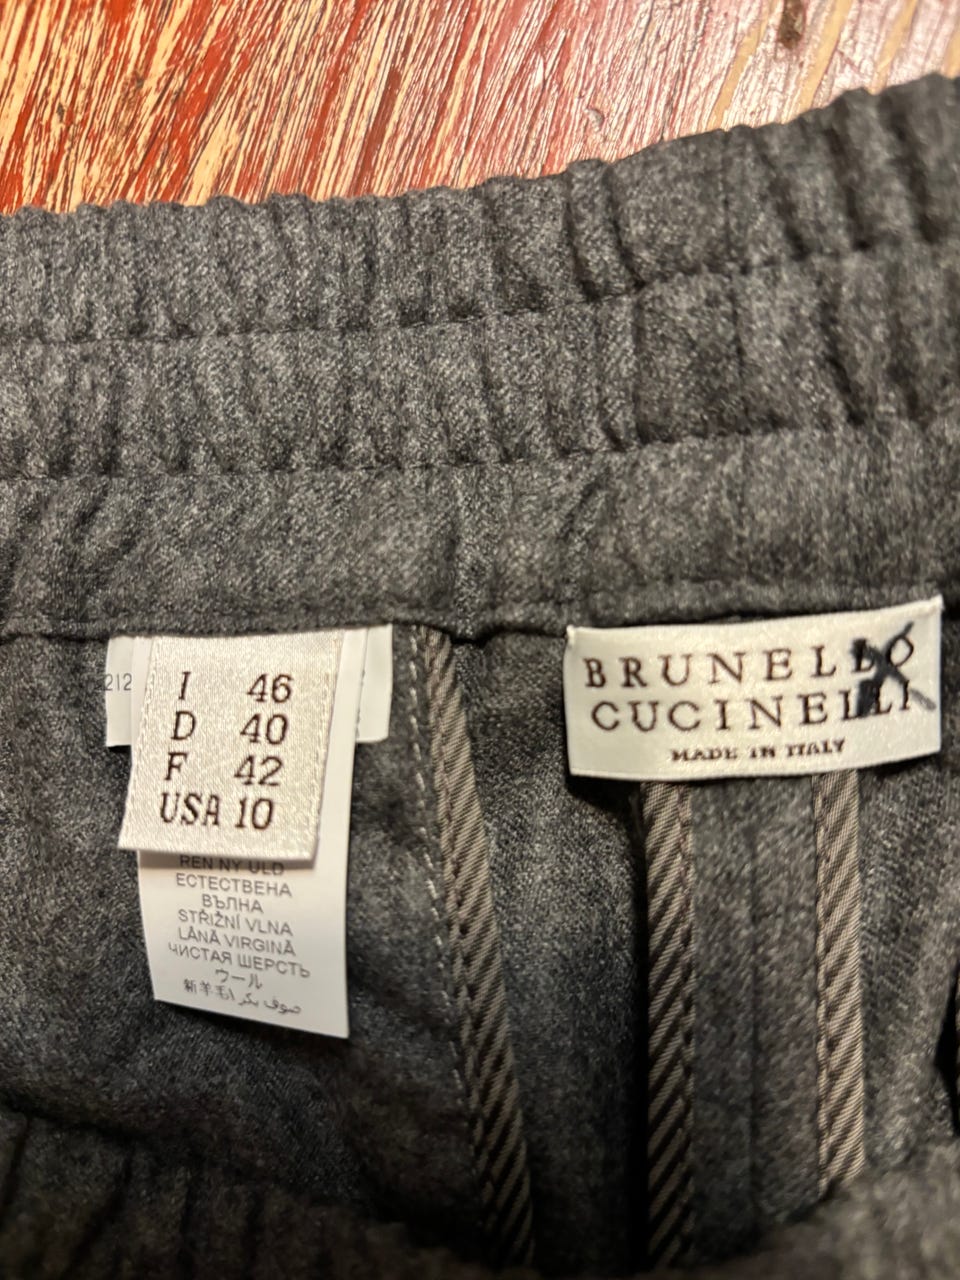 212
I 46
D 40
F 42
USA 10
REN NY ULD
ЕСТЕСТВЕНА
ВЪЛНА
STŘIŽNÍ VLNA
LÂNĂ VIRGINĂ
ЧИСТАЯ ШЕРСТЬ
ウール
新羊毛\ صوف بكر
BRUNELLO
CUCINELLI
MADE IN ITALY